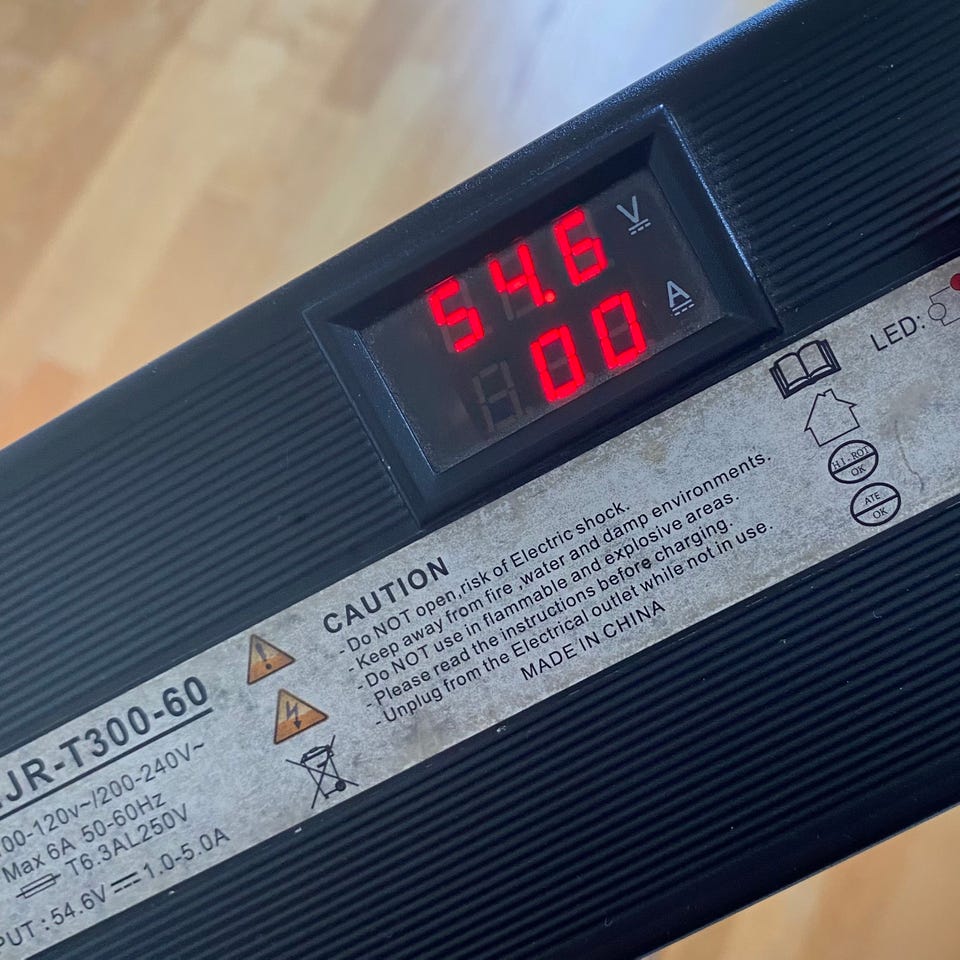 54.6 V
00 A
LED:
H I . ROT
OK
ATE
OK
CAUTION
- Do NOT open,risk of Electric shock.
- Keep away from fire ,water and damp environments.
- Do NOT use in flammable and explosive areas.
- Please read the instructions before charging.
- Unplug from the Electrical outlet while not in use.
MADE IN CHINA
JR-T300-60
00-120v~/200-240V~
Max 6A 50-60Hz
T6.3AL250V
PUT : 54.6V 1.0-5.0A